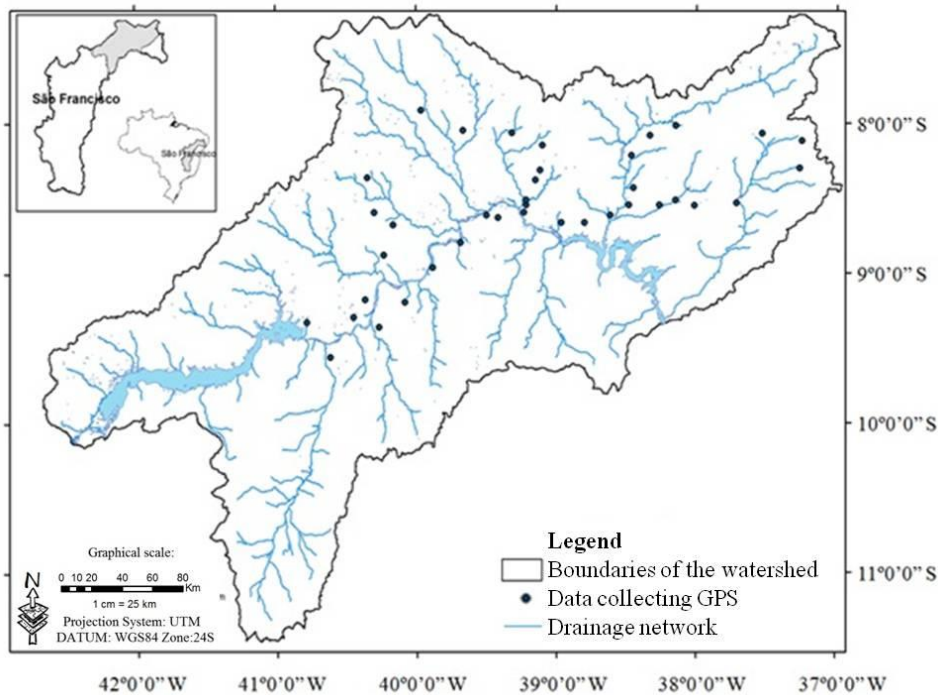 São Francisco
São Francisco
8°0'0"S
9°0'0"S
10°0'0"S
11°0'0"S
Legend
Boundaries of the watershed
Data collecting GPS
Drainage network
Graphical scale:
0 10 20 40 60 80
Km
1 cm = 25 km
Projection System: UTM
DATUM: WGS84 Zone:24S
N
42°0'0"W 41°0'0"W 40°0'0"W 39°0'0"W 38°0'0"W 37°0'0"W